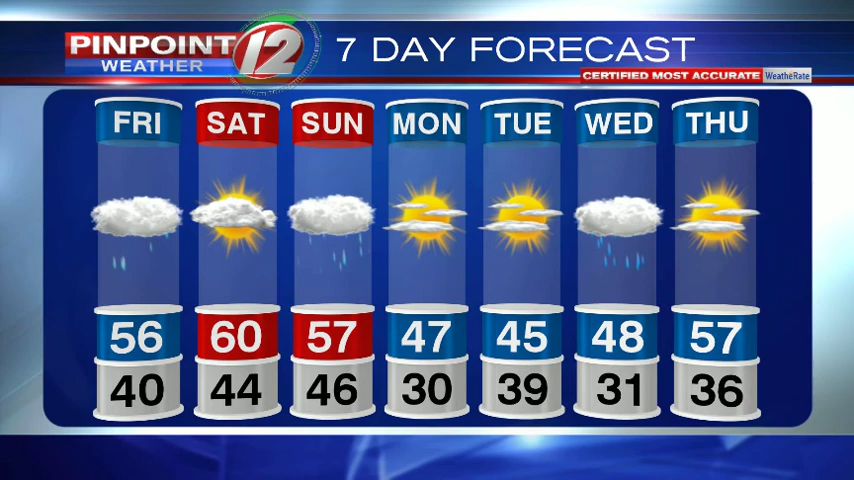 PINPOINT 12
WEATHER
7 DAY FORECAST
CERTIFIED MOST ACCURATE WeatheRate
FRI SAT SUN MON TUE WED THU
56 60 57 47 45 48 57
40 44 46 30 39 31 36